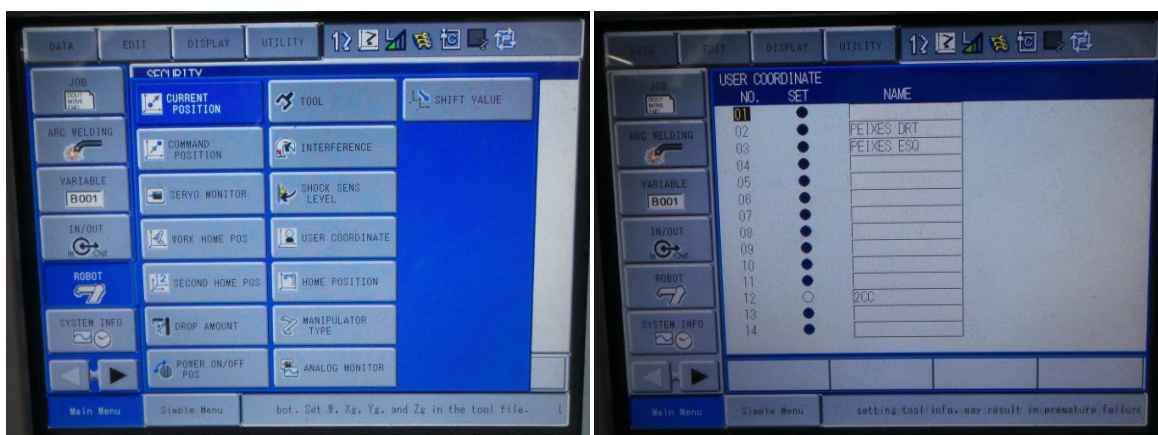 DATA
EDIT
DISPLAY
UTILITY
JOB
ARC WELDING
VARIABLE
B001
IN/OUT
In Out
ROBOT
SYSTEM INFO
SECURITY
CURRENT
POSITION
COMMAND
POSITION
SERVO MONITOR
WORK HOME POS
SECOND HOME POS
DROP AMOUNT
POWER ON/OFF
POS
TOOL
INTERFERENCE
SHOCK SENS
LEVEL
USER COORDINATE
HOME POSITION
MANIPULATOR
TYPE
ANALOG MONITOR
SHIFT VALUE
Main Menu
Simple Menu
bot. Set W, Xg, Yg, and Zg in the tool file.
DATA
EDIT
DISPLAY
UTILITY
JOB
ARC WELDING
VARIABLE
B001
IN/OUT
In Out
ROBOT
SYSTEM INFO
USER COORDINATE
NO. SET NAME
01
02 PEIXES DRT
03 PEIXES ESQ
04
05
06
07
08
09
10
11
12 2CC
13
14
Main Menu
Simple Menu
setting tool info. may result in premature failure